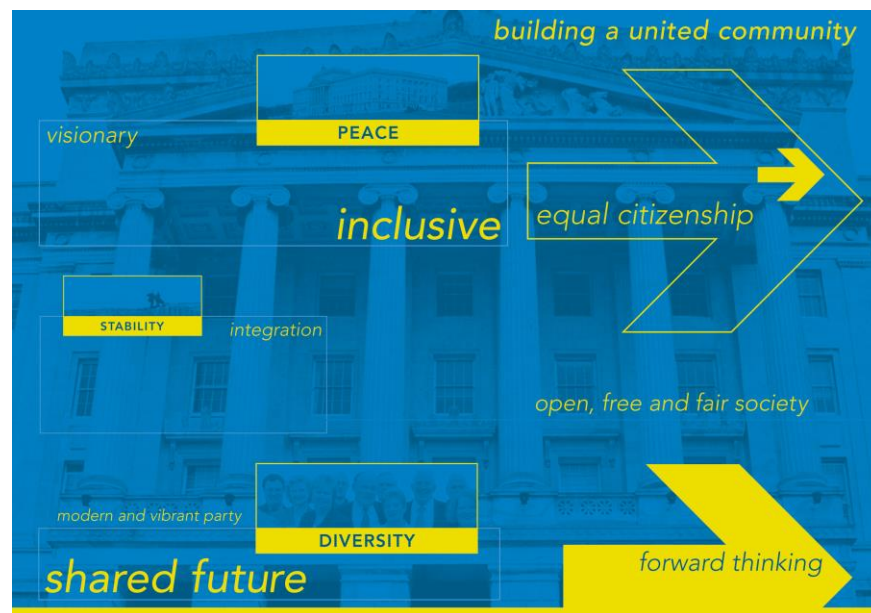 building a united community
PEACE
visionary
inclusive
equal citizenship
STABILITY
integration
open, free and fair society
modern and vibrant party
DIVERSITY
shared future
forward thinking